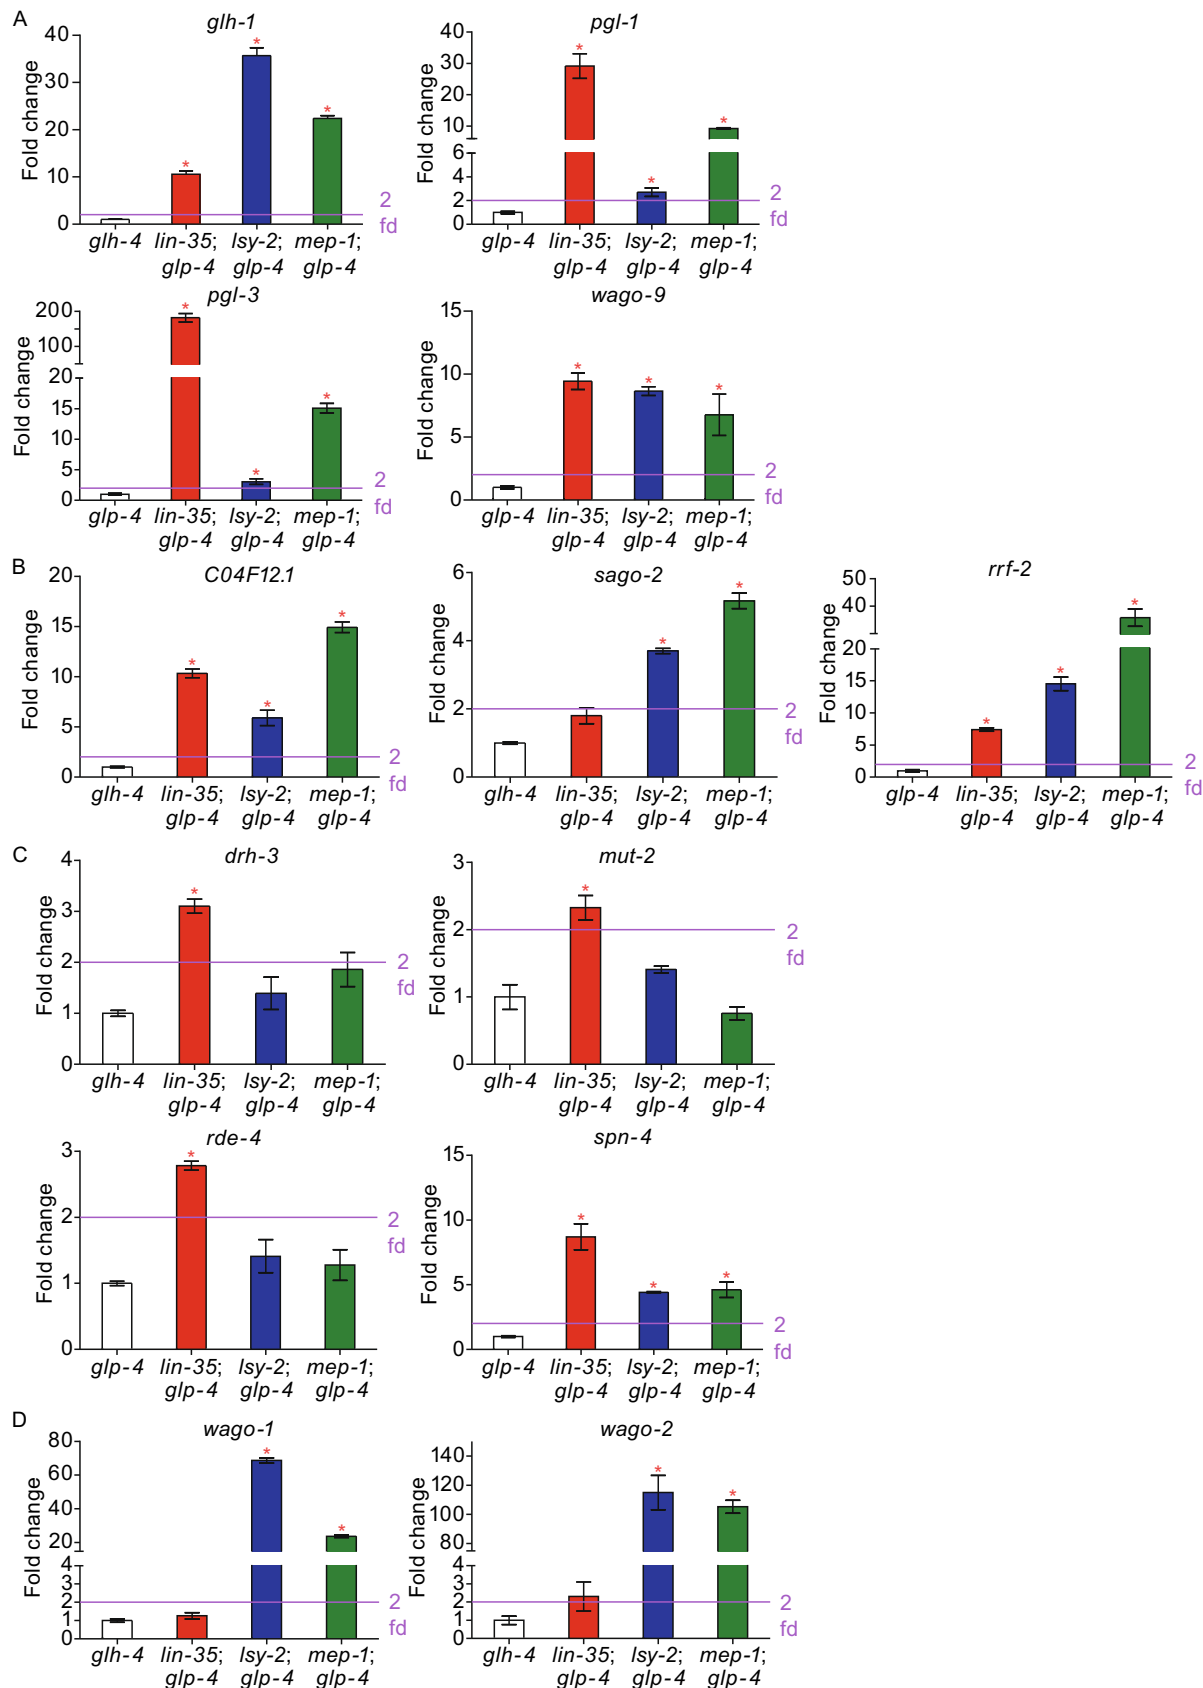 A
glh-1
Fold change
40
30
20
10
0
*
*
*
2
fd
glh-4
lin-35;
glp-4
lsy-2;
glp-4
mep-1;
glp-4
pgl-1
Fold change
40
30
20
10
6
4
2
0
*
*
*
2
fd
glp-4
lin-35;
glp-4
lsy-2;
glp-4
mep-1;
glp-4
pgl-3
Fold change
200
100
20
15
10
5
0
*
*
*
2
fd
glp-4
lin-35;
glp-4
lsy-2;
glp-4
mep-1;
glp-4
wago-9
Fold change
15
10
5
0
*
*
*
2
fd
glp-4
lin-35;
glp-4
lsy-2;
glp-4
mep-1;
glp-4
B
C04F12.1
Fold change
20
15
10
5
0
*
*
*
2
fd
glh-4
lin-35;
glp-4
lsy-2;
glp-4
mep-1;
glp-4
sago-2
Fold change
6
4
2
0
*
*
2
fd
glh-4
lin-35;
glp-4
lsy-2;
glp-4
mep-1;
glp-4
rrf-2
Fold change
50
40
30
20
15
10
5
0
*
*
*
2
fd
glp-4
lin-35;
glp-4
lsy-2;
glp-4
mep-1;
glp-4
C
drh-3
Fold change
4
3
2
1
0
*
2
fd
glh-4
lin-35;
glp-4
lsy-2;
glp-4
mep-1;
glp-4
mut-2
Fold change
3
2
1
0
*
2
fd
glh-4
lin-35;
glp-4
lsy-2;
glp-4
mep-1;
glp-4
rde-4
Fold change
3
2
1
0
*
2
fd
glp-4
lin-35;
glp-4
lsy-2;
glp-4
mep-1;
glp-4
spn-4
Fold change
15
10
5
0
*
*
*
2
fd
glp-4
lin-35;
glp-4
lsy-2;
glp-4
mep-1;
glp-4
D
wago-1
Fold change
80
60
40
20
4
3
2
1
0
*
*
2
fd
glh-4
lin-35;
glp-4
lsy-2;
glp-4
mep-1;
glp-4
wago-2
Fold change
140
120
100
80
4
3
2
1
0
*
*
2
fd
glh-4
lin-35;
glp-4
lsy-2;
glp-4
mep-1;
glp-4